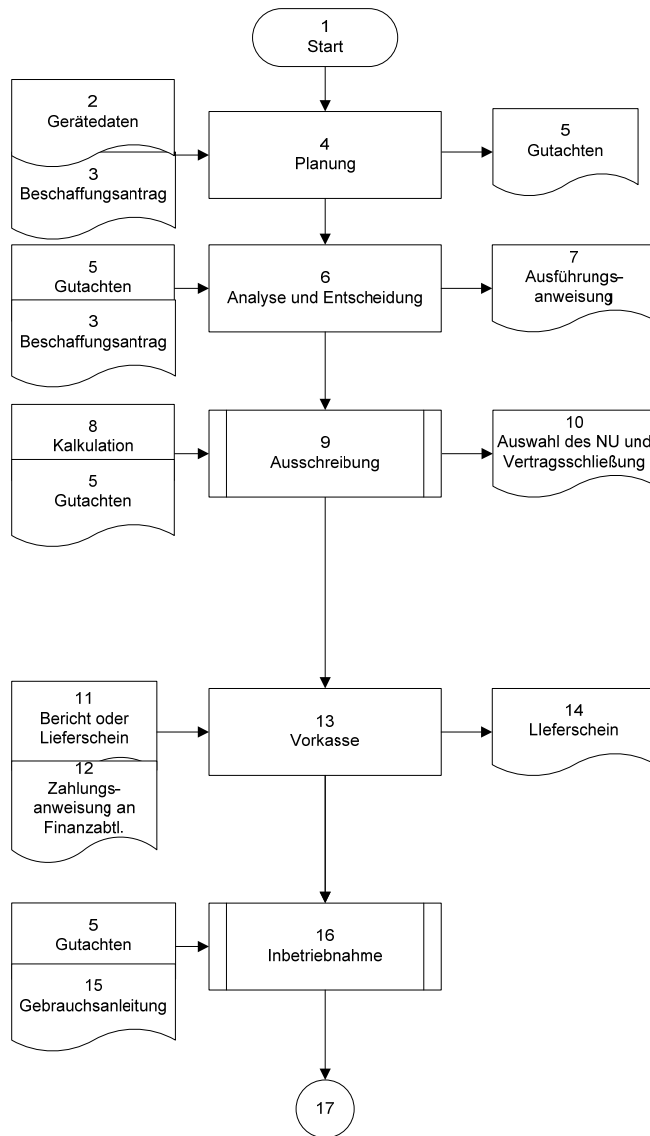 1
Start
2
Gerätedaten
3
Beschaffungsantrag
4
Planung
5
Gutachten
5
Gutachten
3
Beschaffungsantrag
6
Analyse und Entscheidung
7
Ausführungs-
anweisung
8
Kalkulation
5
Gutachten
9
Ausschreibung
10
Auswahl des NU und
Vertragsschließung
11
Bericht oder
Lieferschein
12
Zahlungs-
anweisung an
Finanzabtl.
13
Vorkasse
14
LIeferschein
5
Gutachten
15
Gebrauchsanleitung
16
Inbetriebnahme
17